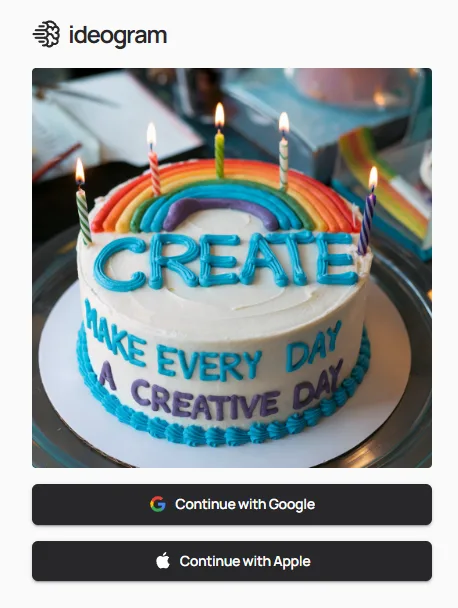 ideogram
CREATE
MAKE EVERY DAY
A CREATIVE DAY
Continue with Google
Continue with Apple